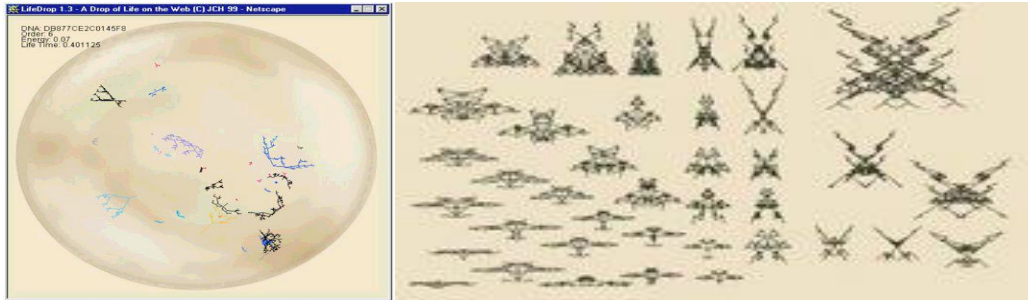 LifeDrop 1.3 - A Drop of Life on the Web (C) JCH 99 - Netscape
DNA: DB877CE2C0145F8
Order: 6
Energy: 0.07
Life Time: 0.401125